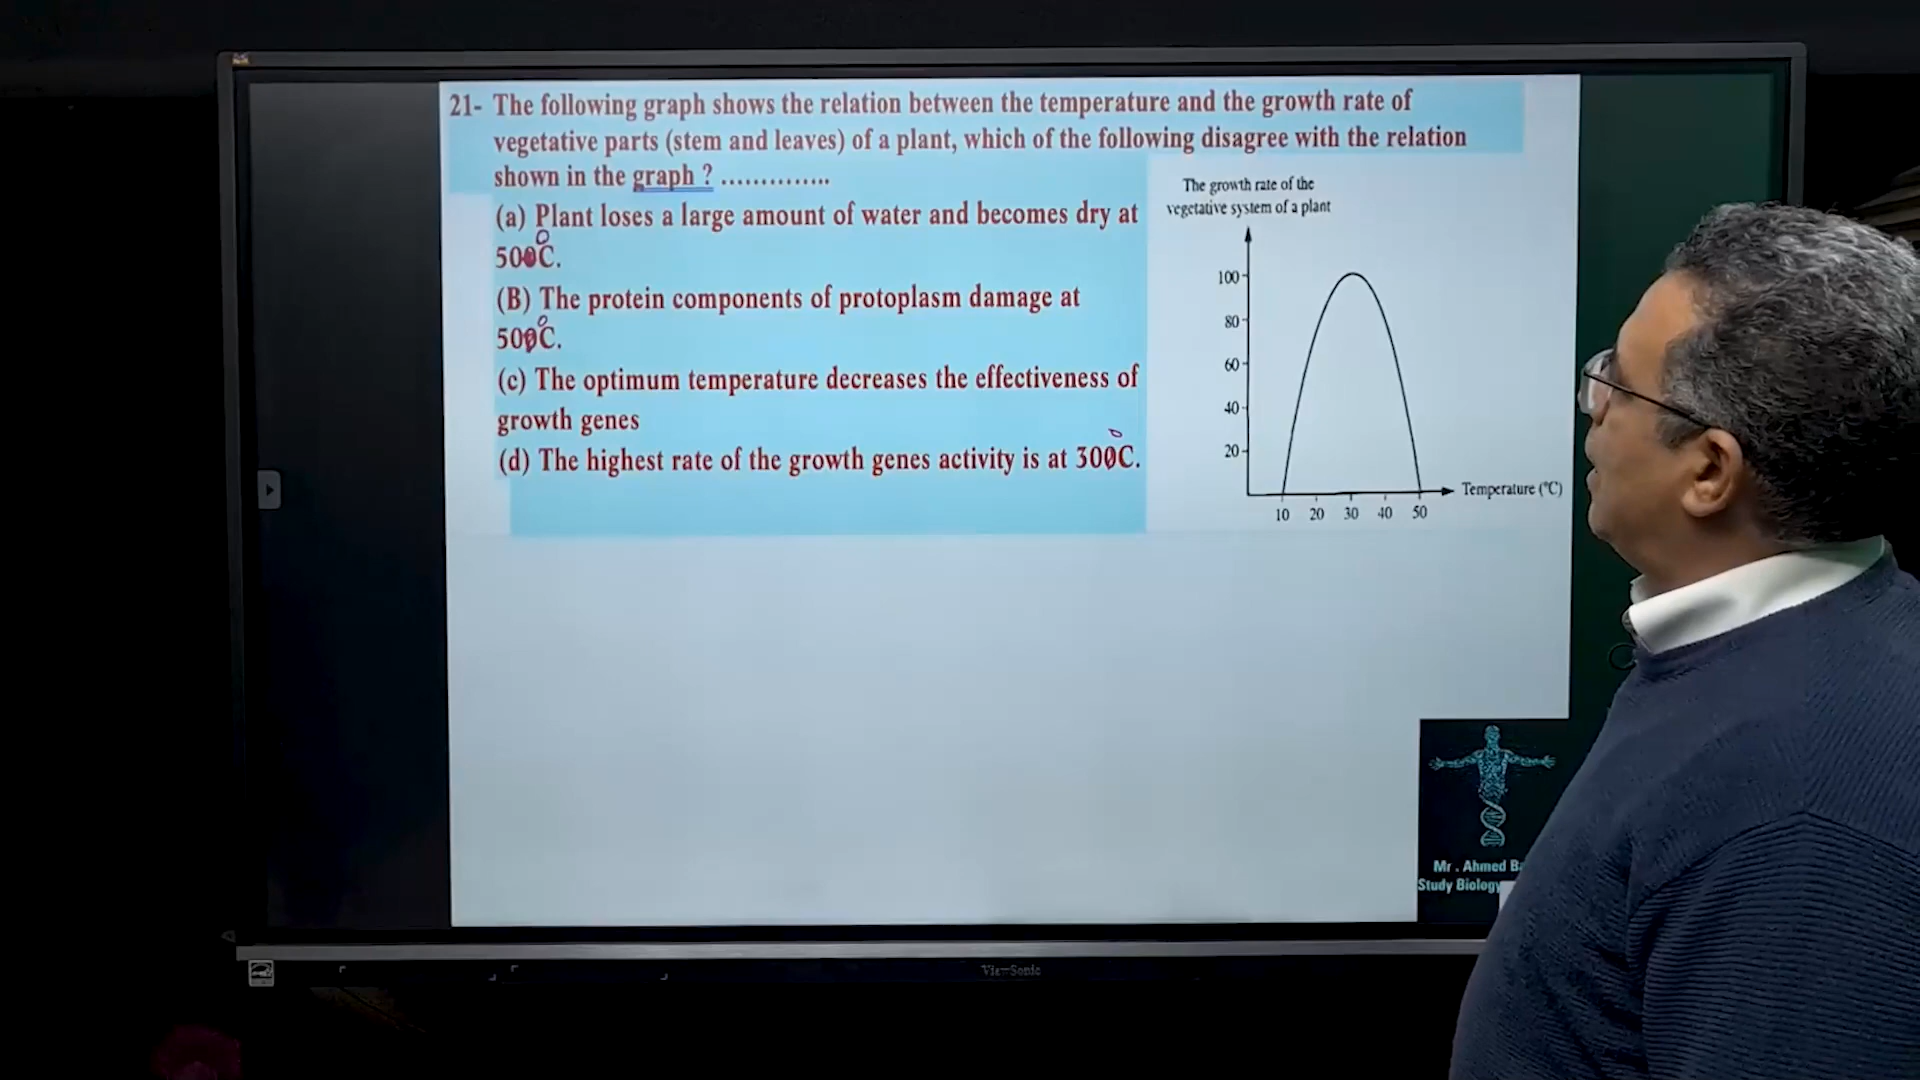 21- The following graph shows the relation between the temperature and the growth rate of
vegetative parts (stem and leaves) of a plant, which of the following disagree with the relation
shown in the graph ? ..............
(a) Plant loses a large amount of water and becomes dry at
500C.
(B) The protein components of protoplasm damage at
500C.
(c) The optimum temperature decreases the effectiveness of
growth genes
(d) The highest rate of the growth genes activity is at 300C.
The growth rate of the
vegetative system of a plant
100
80
60
40
20
Temperature (°C)
10 20 30 40 50
Mr . Ahmed
Study Biology
ViewSonic